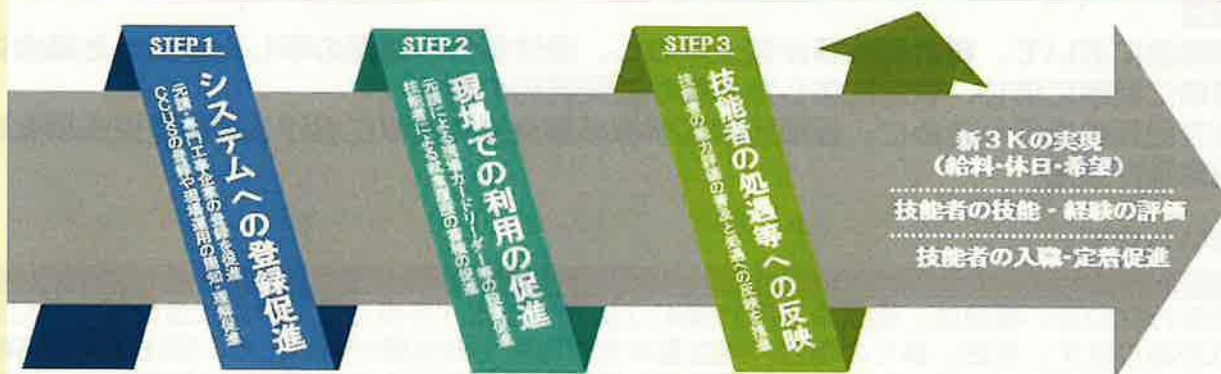 STEP 1
システムへの登録促進
元請・専門工事企業の登録を促進
CCUSの登録や現場運用の周知・理解促進
STEP 2
現場での利用の促進
元請による現場カードリーダー等の設置促進
技能者による就業履歴の蓄積の促進
STEP 3
技能者の処遇等への反映
技能者の能力評価の普及と処遇への反映を推進
新3Kの実現
(給料・休日・希望)
技能者の技能・経験の評価
技能者の入職・定着促進